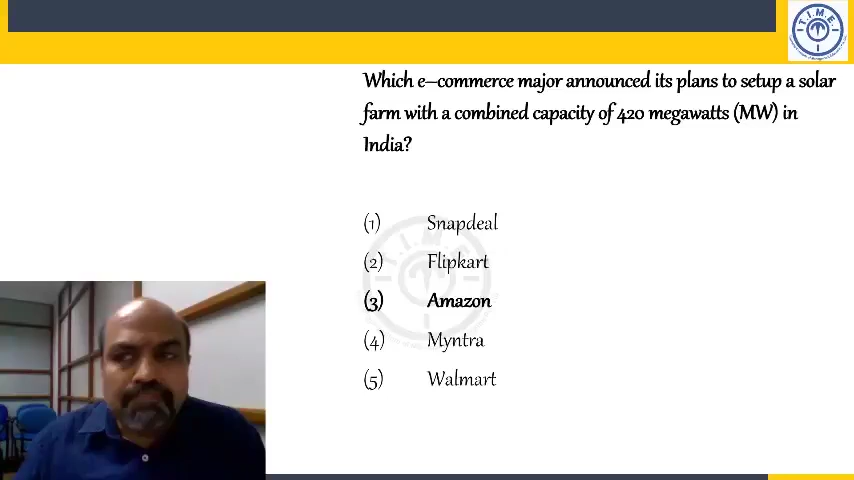 T.I.M.E.
Which e–commerce major announced its plans to setup a solar
farm with a combined capacity of 420 megawatts (MW) in
India?
(1) Snapdeal
(2) Flipkart
(3) Amazon
(4) Myntra
(5) Walmart